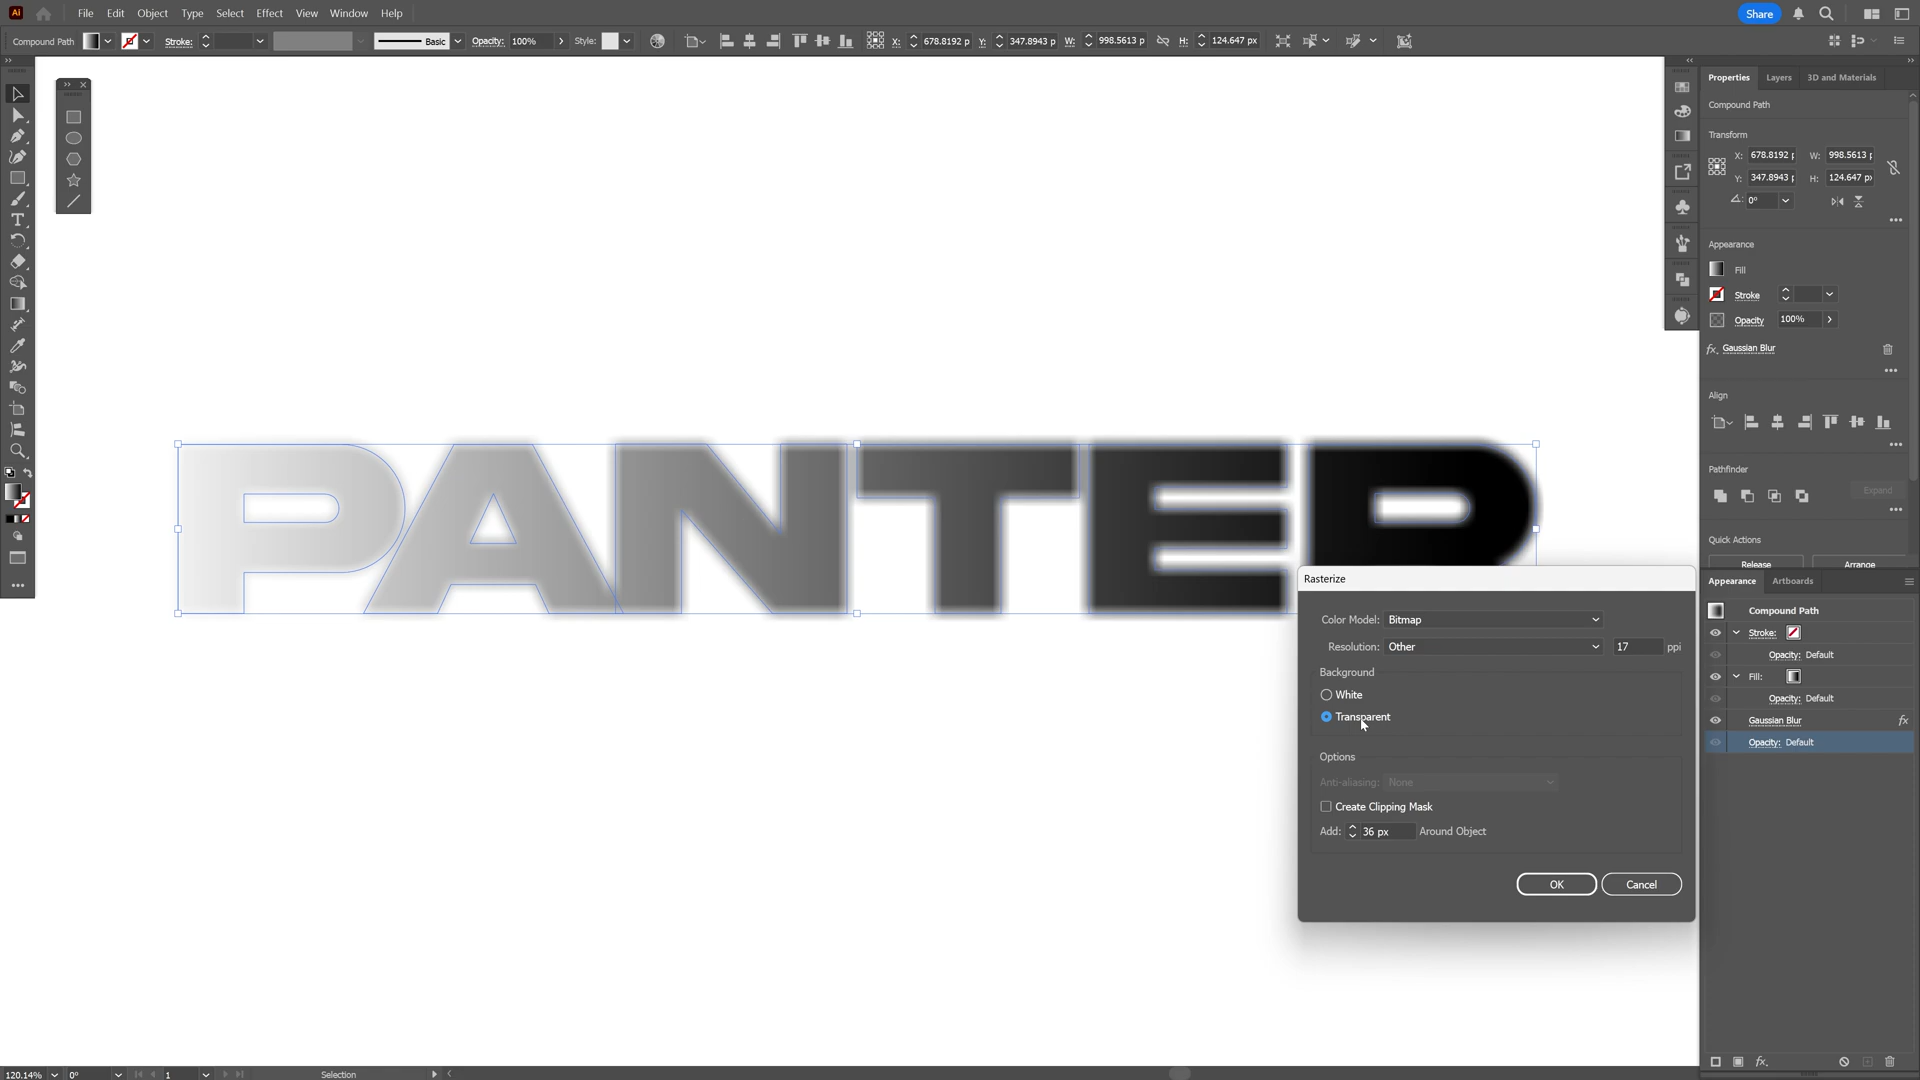 Ai File Edit Object Type Select Effect View Window Help Share
Compound Path Stroke: Basic Opacity: 100% Style: X: 678.8192 p Y: 347.8943 p W: 998.5613 p H: 124.647 px
Properties Layers 3D and Materials
Compound Path
Transform
X: 678.8192 p W: 998.5613 p
Y: 347.8943 p H: 124.647 px
0°
Appearance
Fill
Stroke
Opacity 100%
fx. Gaussian Blur
Align
Pathfinder
Expand
Quick Actions
Release Arrange
PANTE
Rasterize
Color Model: Bitmap
Resolution: Other 17 ppi
Background
White
Transparent
Options
Anti-aliasing: None
Create Clipping Mask
Add: 36 px Around Object
OK Cancel
Appearance Artboards
Compound Path
Stroke:
Opacity: Default
Fill:
Opacity: Default
Gaussian Blur fx
Opacity: Default
fx.
120.14% 0° 1 Selection